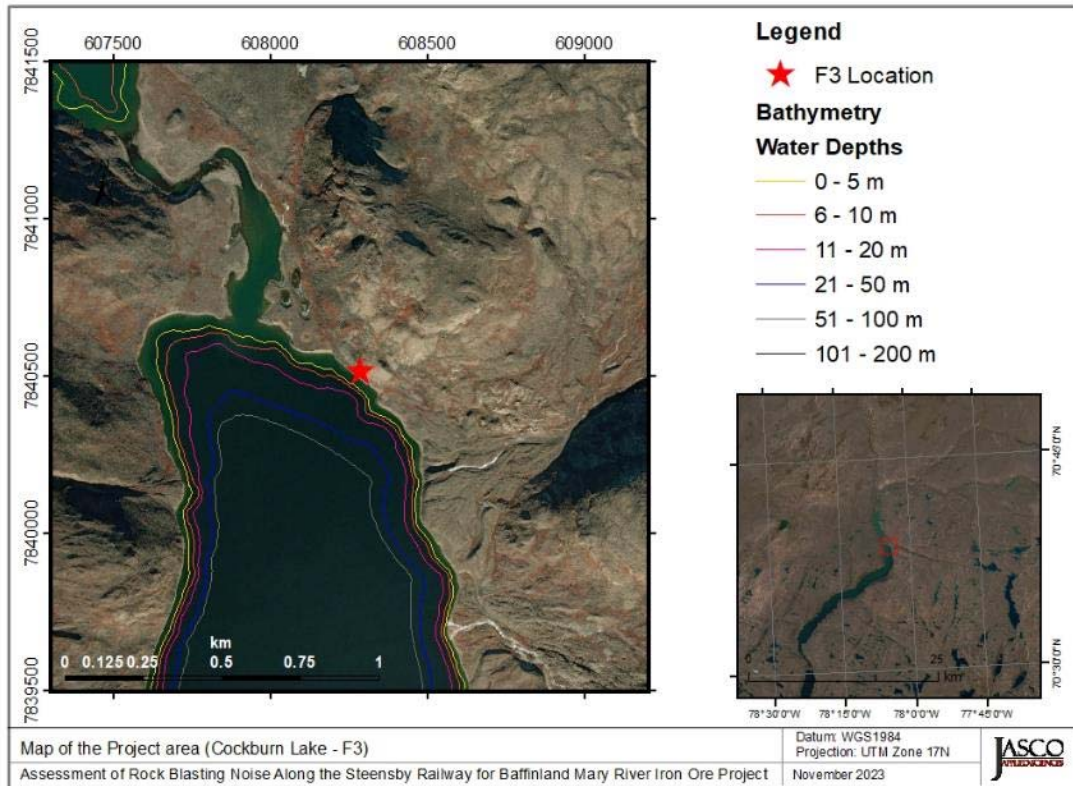 607500 608000 608500 609000
7841500
7841000
7840500
7840000
7839500
km
0 0.125 0.25 0.5 0.75 1
Legend
F3 Location
Bathymetry
Water Depths
0 - 5 m
6 - 10 m
11 - 20 m
21 - 50 m
51 - 100 m
101 - 200 m
70°45'0"N
70°30'0"N
0 25
km
78°30'0"W 78°15'0"W 78°0'0"W 77°45'0"W
Map of the Project area (Cockburn Lake - F3)
Assessment of Rock Blasting Noise Along the Steensby Railway for Baffinland Mary River Iron Ore Project
Datum: WGS1984
Projection: UTM Zone 17N
November 2023
JASCO
APPLIED SCIENCES